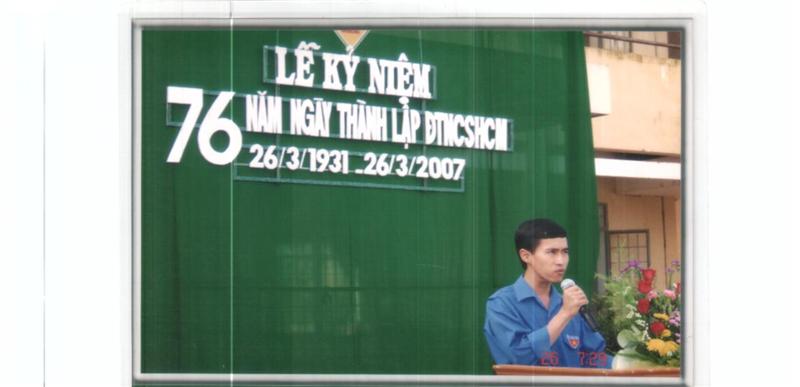 LỄ KỶ NIỆM
76 NĂM NGÀY THÀNH LẬP ĐTNCSHCM
26/3/1931 - 26/3/2007
26 7:29